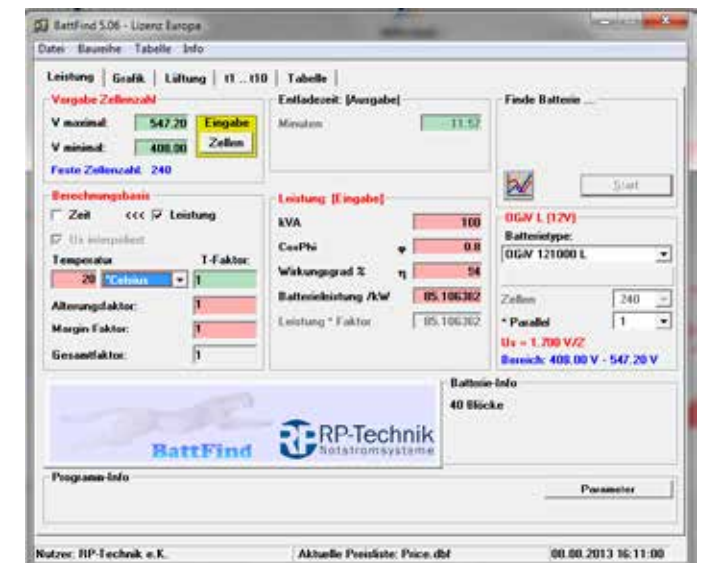 BattFind 5.06 - Lizenz Europa
Datei Baureihe Tabelle Info
Leistung Grafik Lüftung t1 .. t10 Tabelle
Vorgabe Zellenzahl
V maximal: 547.20 Eingabe
V minimal: 408.00 Zellen
Feste Zellenzahl: 240
Entladezeit: [Ausgabe]
Minuten 11.57
Finde Batterie ...
Start
Berechnungsbasis
Zeit <<< Leistung
Us interpoliert
Temperatur T-Faktor:
20 °Celsius 1
Alterungsfaktor: 1
Margin Faktor: 1
Gesamtfaktor: 1
Leistung [Eingabe]
kVA 100
CosPhi φ 0.8
Wirkungsgrad % η 94
Batterieleistung /kW 85.106382
Leistung * Faktor 85.106382
OGiV L (12V)
Batterietype:
OGiV 121000 L
Zellen 240
* Parallel 1
Us = 1.700 V/Z
Bereich: 408.00 V - 547.20 V
BattFind
RP-Technik
Notstromsysteme
Batterie-Info
40 Blöcke
Programm-Info
Parameter
Nutzer: RP-Technik e.K. Aktuelle Preisliste: Price.dbf 08.08.2013 16:11:00